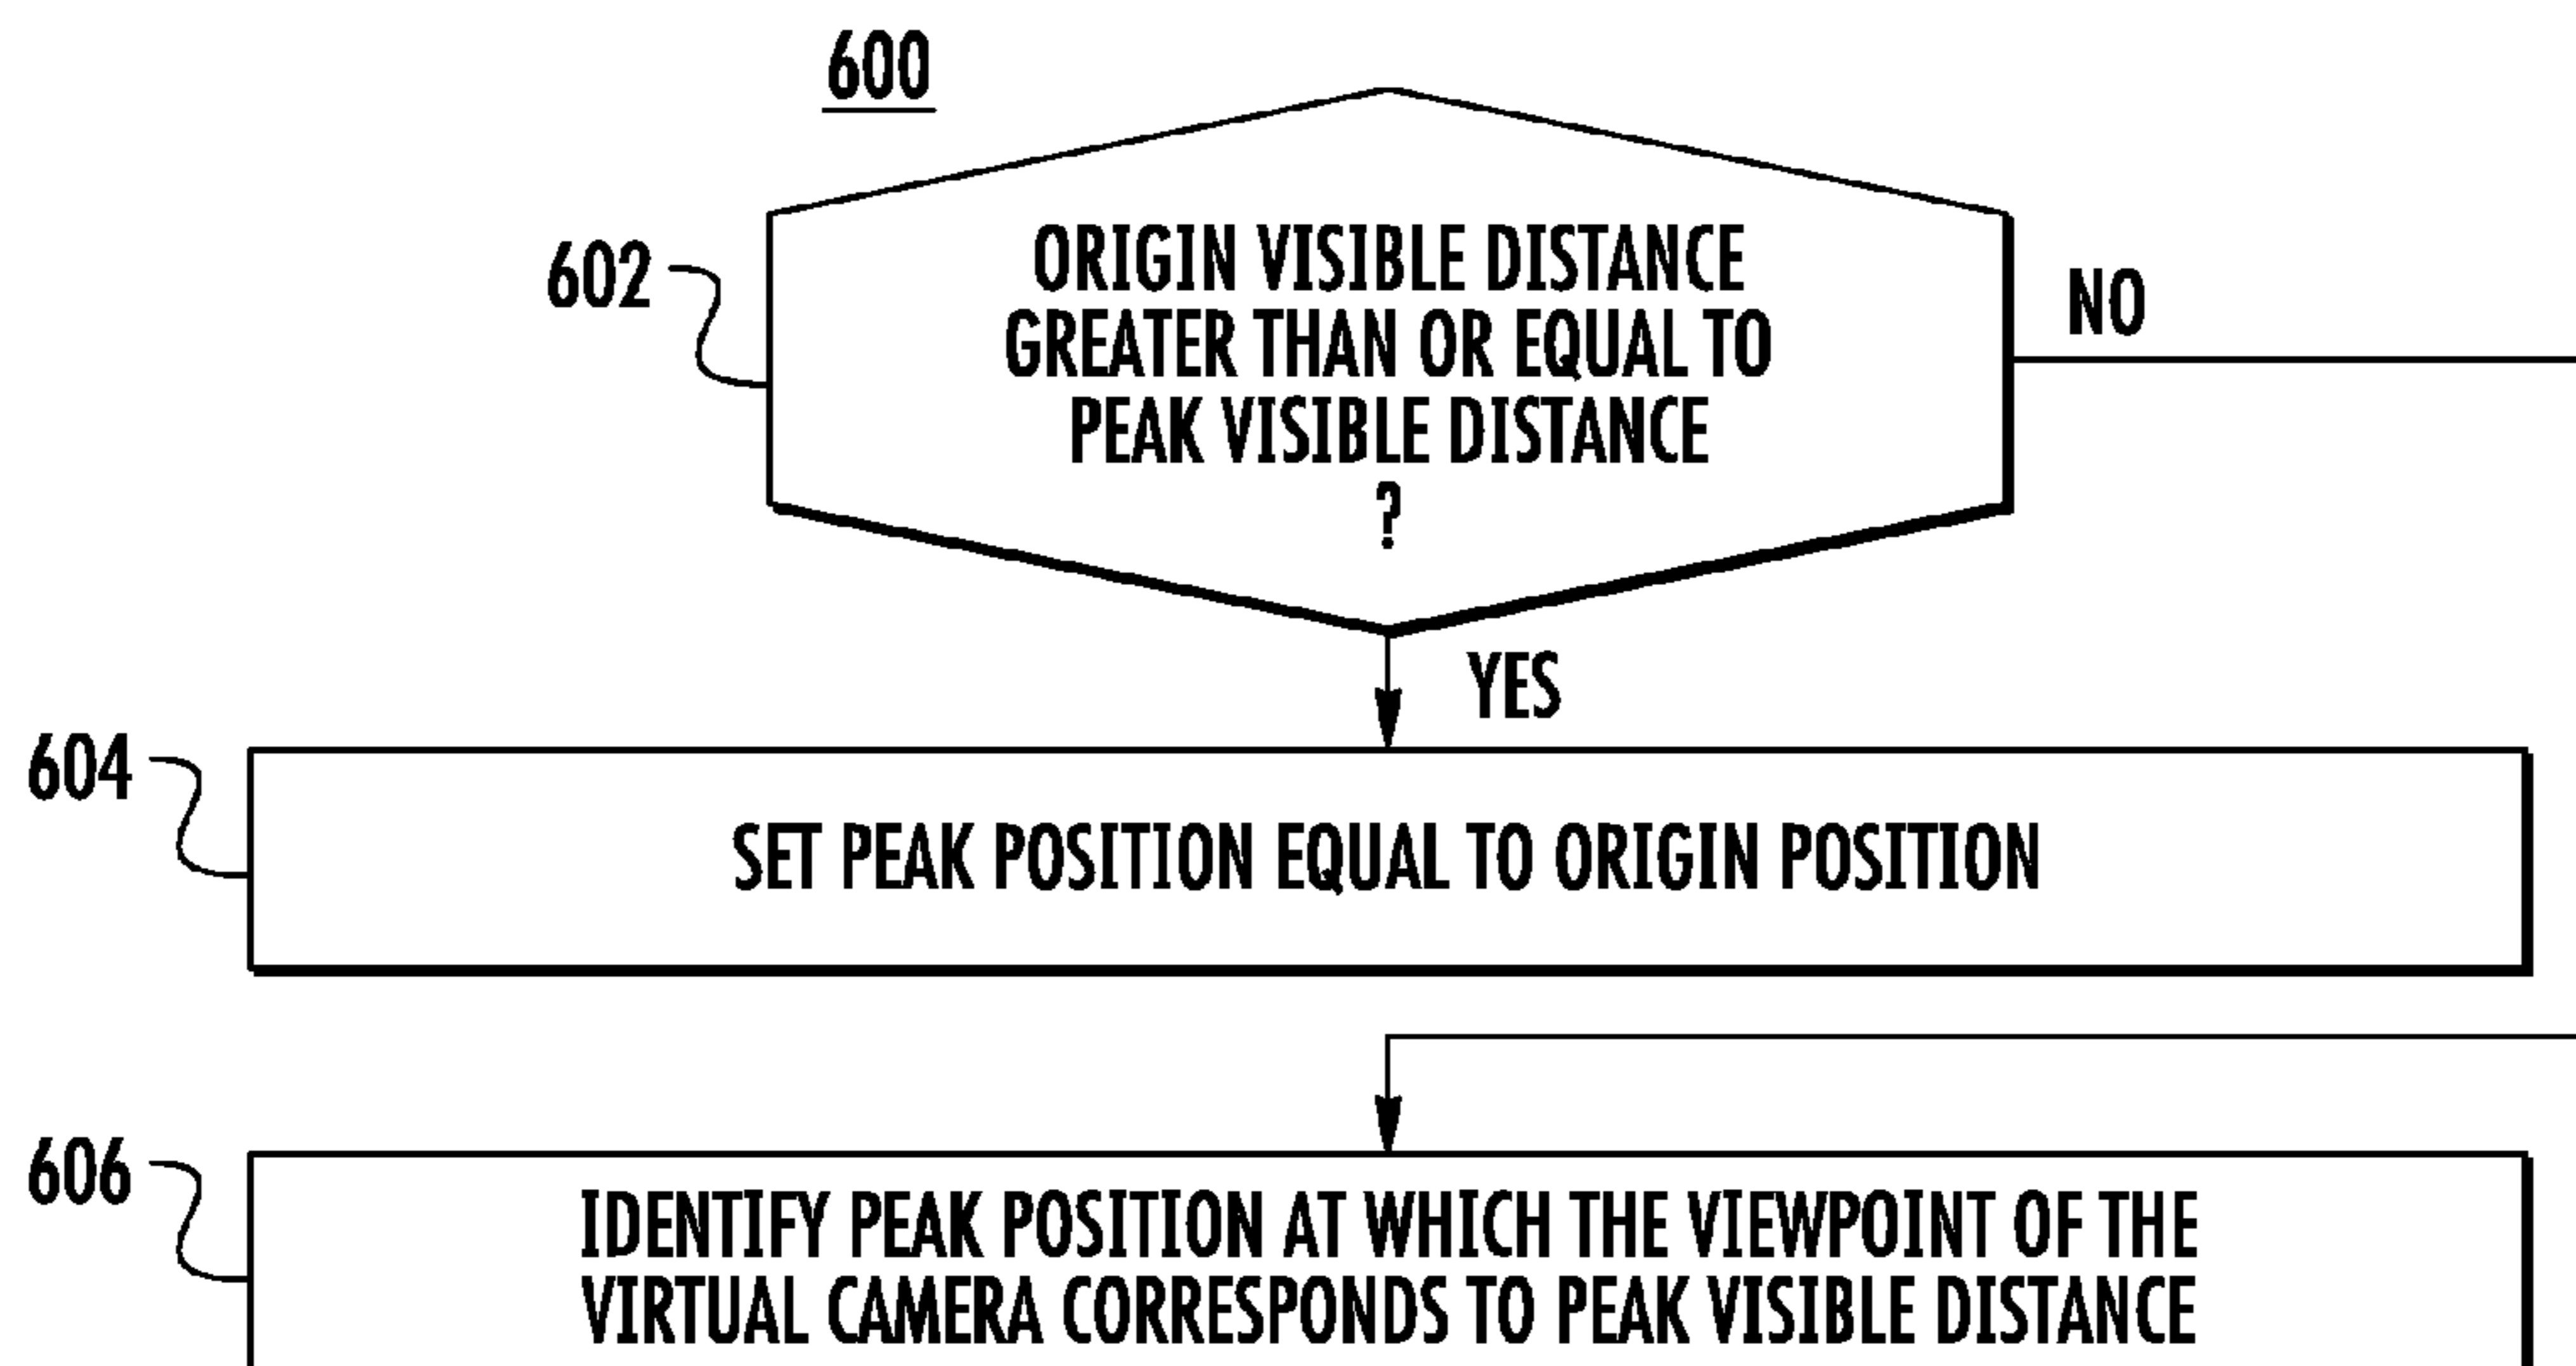 600
602
ORIGIN VISIBLE DISTANCE
GREATER THAN OR EQUAL TO
PEAK VISIBLE DISTANCE
?
NO
YES
604
SET PEAK POSITION EQUAL TO ORIGIN POSITION
606
IDENTIFY PEAK POSITION AT WHICH THE VIEWPOINT OF THE
VIRTUAL CAMERA CORRESPONDS TO PEAK VISIBLE DISTANCE